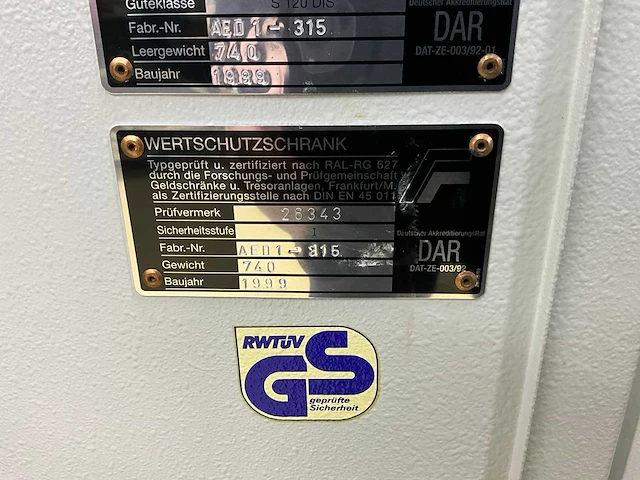 Güteklasse S 120 DIS
Deutscher Akkreditierungsrat
Fabr.-Nr. AED1-315
DAR
Leergewicht 740
DAT-ZE-003/92-01
Baujahr 1999
WERTSCHUTZSCHRANK
Typgeprüft u. zertifiziert nach RAL-RG 627
durch die Forschungs- und Prüfgemeinschaft
Geldschränke u. Tresoranlagen, Frankfurt/M.
als Zertifizierungsstelle nach DIN EN 45 011
Prüfvermerk 26343
Sicherheitsstufe I
Deutscher Akkreditierungsrat
Fabr.-Nr. AED1-315
DAR
Gewicht 740
DAT-ZE-003/92
Baujahr 1999
RWTÜV
GS
geprüfte
Sicherheit